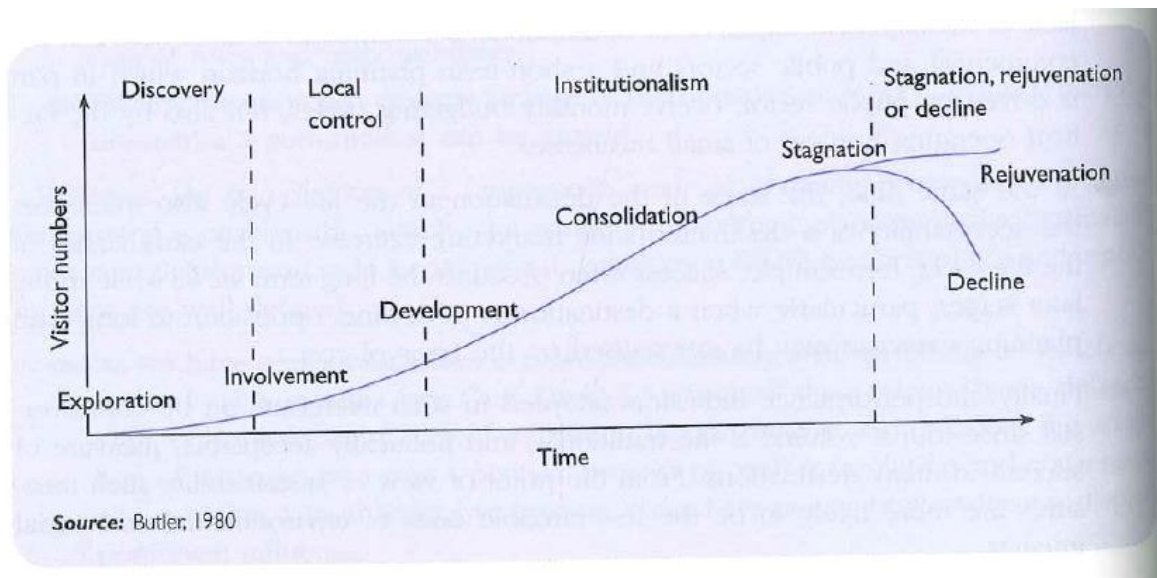 Discovery
Local
control
Institutionalism
Stagnation, rejuvenation
or decline
Stagnation
Rejuvenation
Consolidation
Decline
Development
Involvement
Exploration
Visitor numbers
Time
Source: Butler, 1980